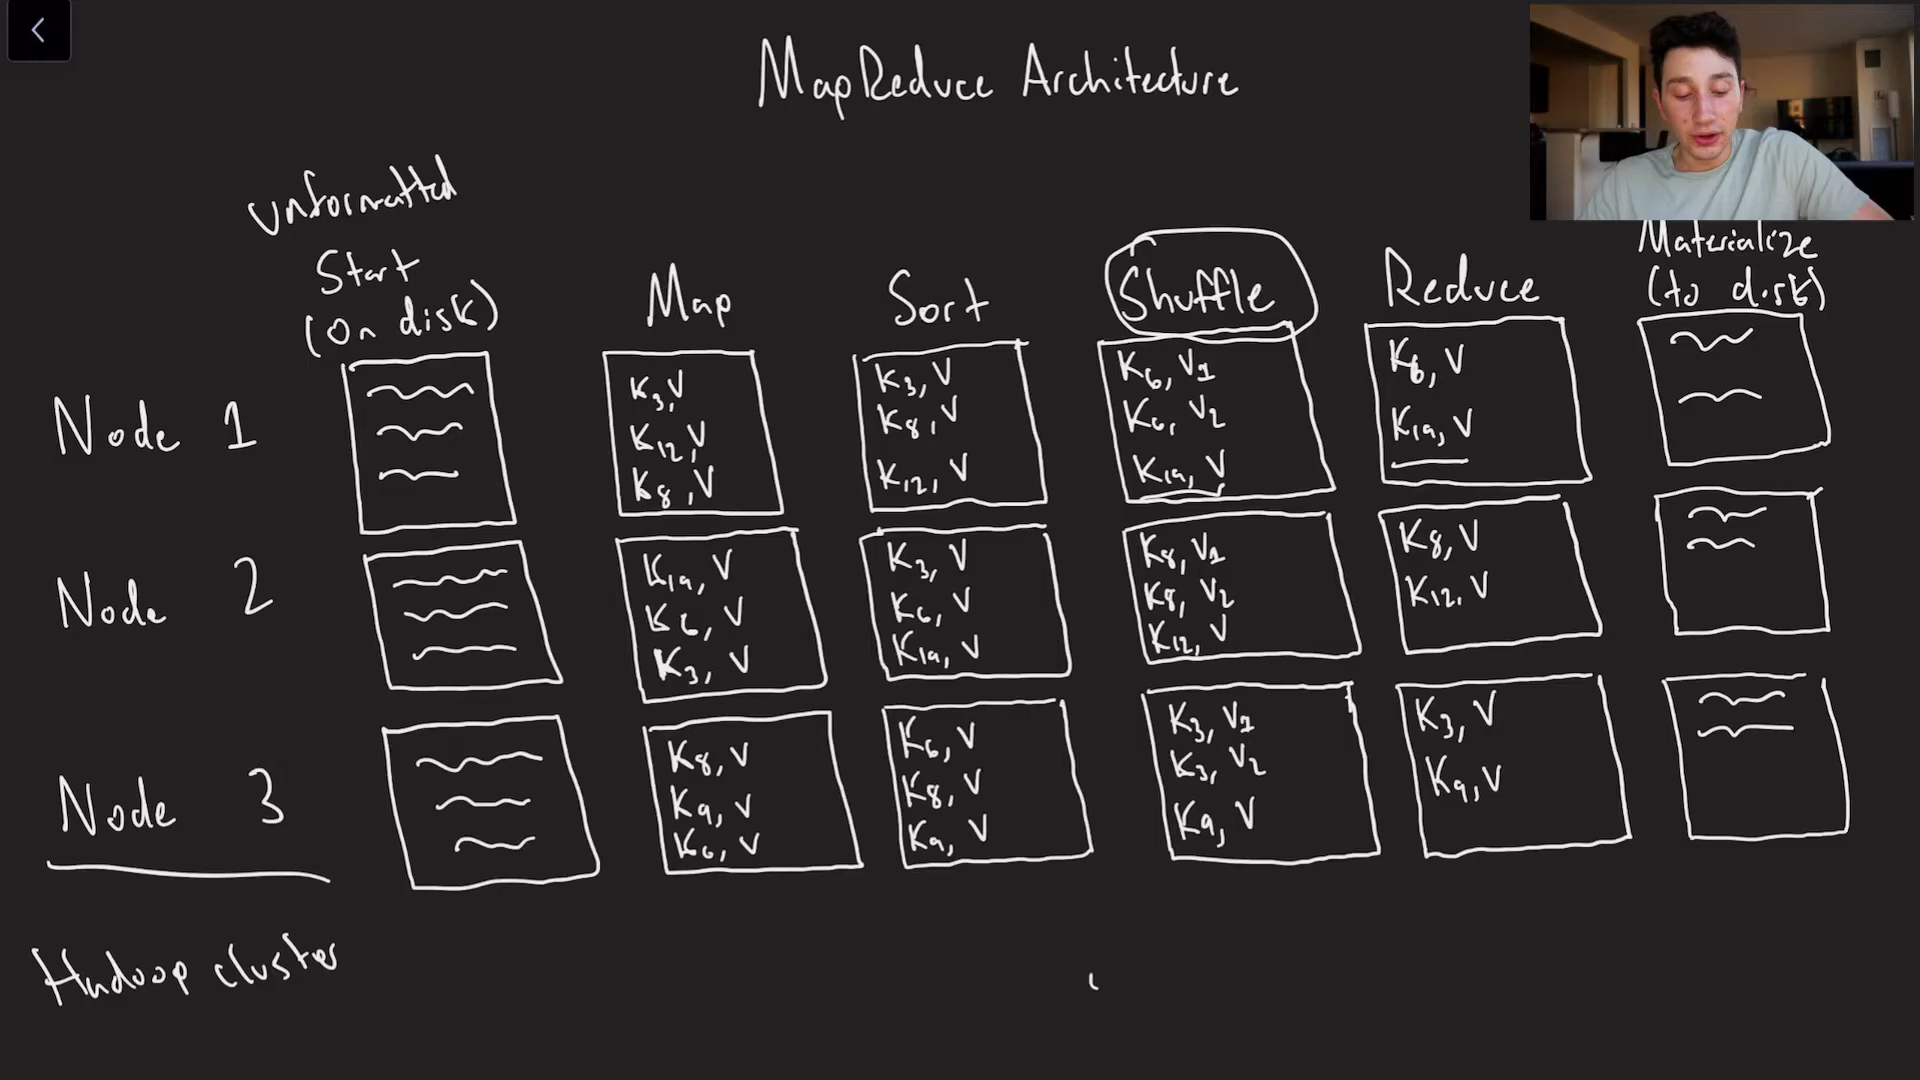 MapReduce Architecture
unformatted
Start
(on disk)
Map
Sort
Shuffle
Reduce
Materialize
(to disk)
Node 1
K3,V
K12,V
K8,V
K3,V
K8,V
K12,V
K6,V1
K6,V2
K19,V
K6,V
K19,V
Node 2
K19,V
K6,V
K3,V
K3,V
K6,V
K19,V
K8,V1
K8,V2
K12,V
K8,V
K12,V
Node 3
K8,V
K9,V
K6,V
K6,V
K8,V
K9,V
K3,V1
K3,V2
K9,V
K3,V
K9,V
Hadoop cluster